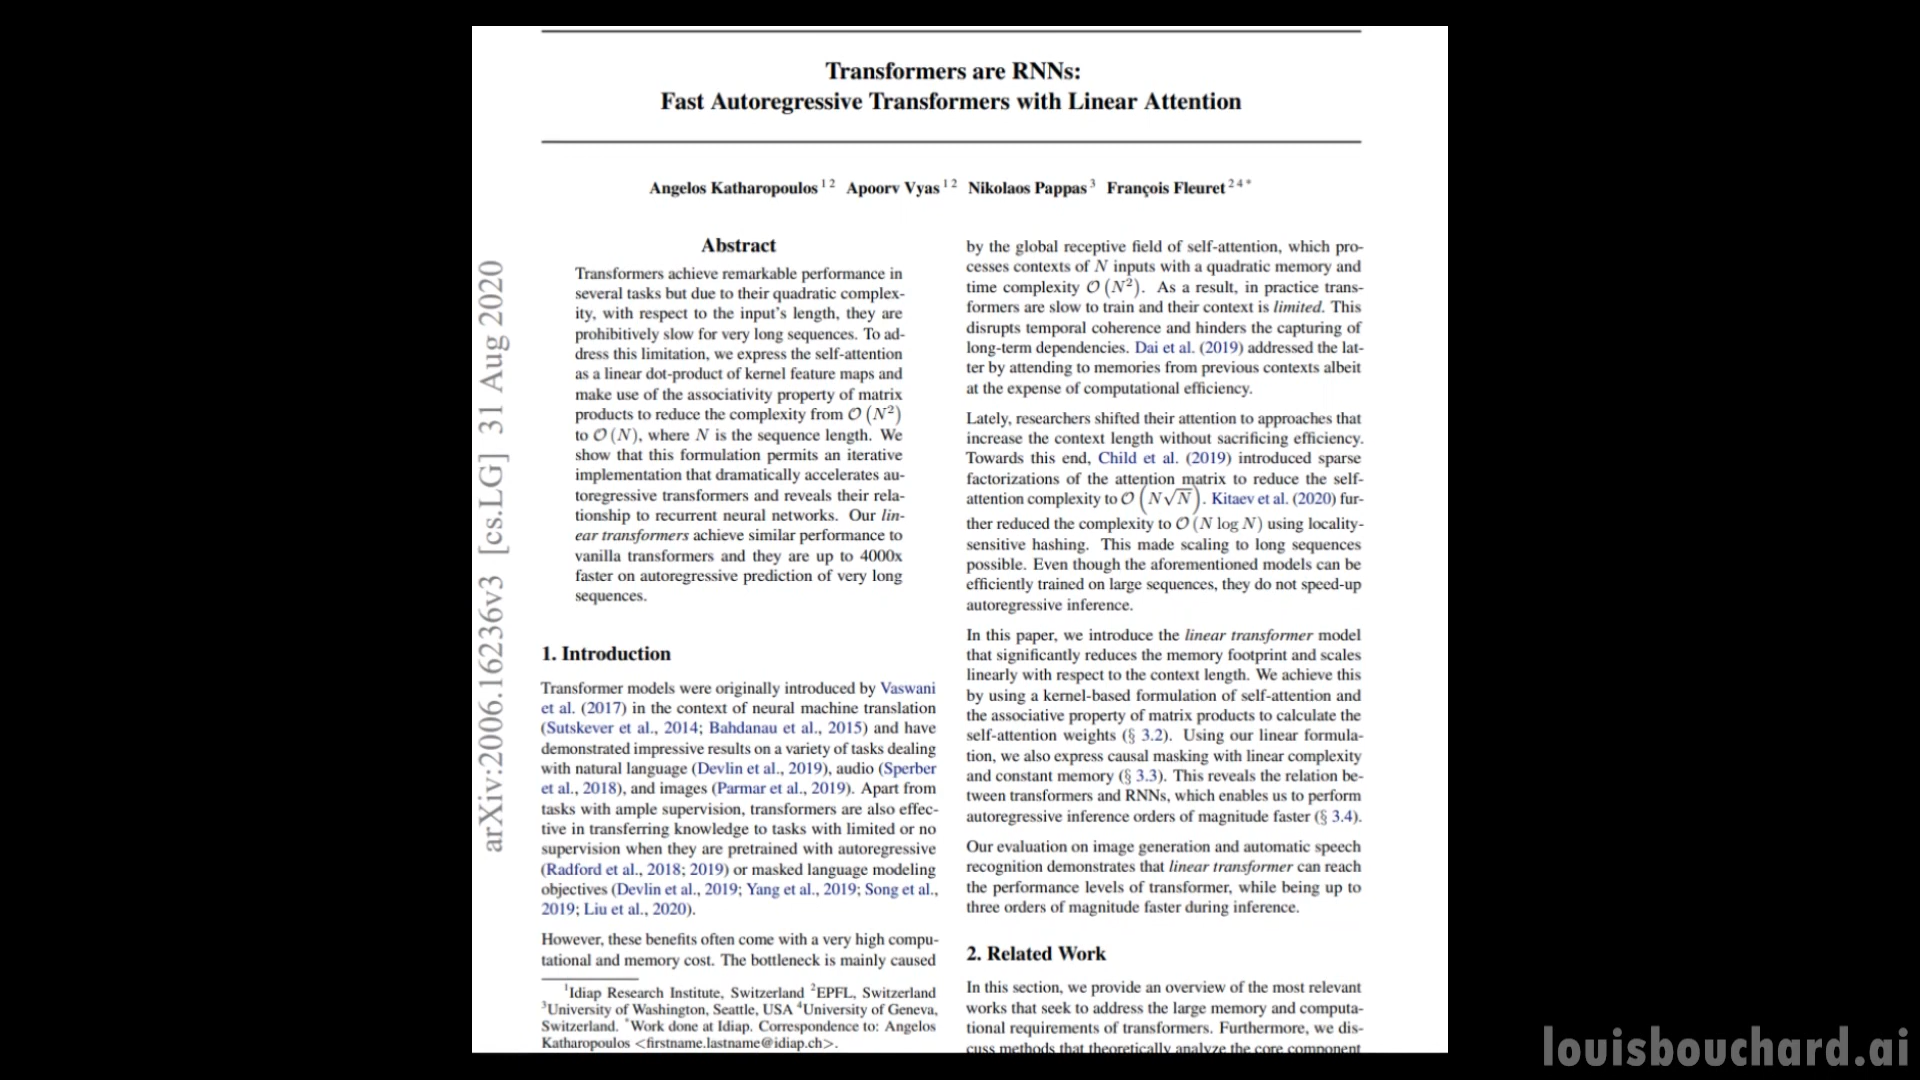 Transformers are RNNs:
Fast Autoregressive Transformers with Linear Attention
Angelos Katharopoulos 1 2 Apoorv Vyas 1 2 Nikolaos Pappas 3 François Fleuret 2 4 *
arXiv:2006.16236v3 [cs.LG] 31 Aug 2020
Abstract
Transformers achieve remarkable performance in
several tasks but due to their quadratic complex-
ity, with respect to the input's length, they are
prohibitively slow for very long sequences. To ad-
dress this limitation, we express the self-attention
as a linear dot-product of kernel feature maps and
make use of the associativity property of matrix
products to reduce the complexity from O (N²)
to O (N), where N is the sequence length. We
show that this formulation permits an iterative
implementation that dramatically accelerates au-
toregressive transformers and reveals their rela-
tionship to recurrent neural networks. Our lin-
ear transformers achieve similar performance to
vanilla transformers and they are up to 4000x
faster on autoregressive prediction of very long
sequences.
1. Introduction
Transformer models were originally introduced by Vaswani
et al. (2017) in the context of neural machine translation
(Sutskever et al., 2014; Bahdanau et al., 2015) and have
demonstrated impressive results on a variety of tasks dealing
with natural language (Devlin et al., 2019), audio (Sperber
et al., 2018), and images (Parmar et al., 2019). Apart from
tasks with ample supervision, transformers are also effec-
tive in transferring knowledge to tasks with limited or no
supervision when they are pretrained with autoregressive
(Radford et al., 2018; 2019) or masked language modeling
objectives (Devlin et al., 2019; Yang et al., 2019; Song et al.,
2019; Liu et al., 2020).
However, these benefits often come with a very high compu-
tational and memory cost. The bottleneck is mainly caused
1Idiap Research Institute, Switzerland 2EPFL, Switzerland
3University of Washington, Seattle, USA 4University of Geneva,
Switzerland. *Work done at Idiap. Correspondence to: Angelos
Katharopoulos <firstname.lastname@idiap.ch>.
by the global receptive field of self-attention, which pro-
cesses contexts of N inputs with a quadratic memory and
time complexity O (N²). As a result, in practice trans-
formers are slow to train and their context is limited. This
disrupts temporal coherence and hinders the capturing of
long-term dependencies. Dai et al. (2019) addressed the lat-
ter by attending to memories from previous contexts albeit
at the expense of computational efficiency.
Lately, researchers shifted their attention to approaches that
increase the context length without sacrificing efficiency.
Towards this end, Child et al. (2019) introduced sparse
factorizations of the attention matrix to reduce the self-
attention complexity to O (N√N). Kitaev et al. (2020) fur-
ther reduced the complexity to O (N log N) using locality-
sensitive hashing. This made scaling to long sequences
possible. Even though the aforementioned models can be
efficiently trained on large sequences, they do not speed-up
autoregressive inference.
In this paper, we introduce the linear transformer model
that significantly reduces the memory footprint and scales
linearly with respect to the context length. We achieve this
by using a kernel-based formulation of self-attention and
the associative property of matrix products to calculate the
self-attention weights (§ 3.2). Using our linear formula-
tion, we also express causal masking with linear complexity
and constant memory (§ 3.3). This reveals the relation be-
tween transformers and RNNs, which enables us to perform
autoregressive inference orders of magnitude faster (§ 3.4).
Our evaluation on image generation and automatic speech
recognition demonstrates that linear transformer can reach
the performance levels of transformer, while being up to
three orders of magnitude faster during inference.
2. Related Work
In this section, we provide an overview of the most relevant
works that seek to address the large memory and computa-
tional requirements of transformers. Furthermore, we dis-
cuss methods that theoretically analyze the core component
louisbouchard.ai